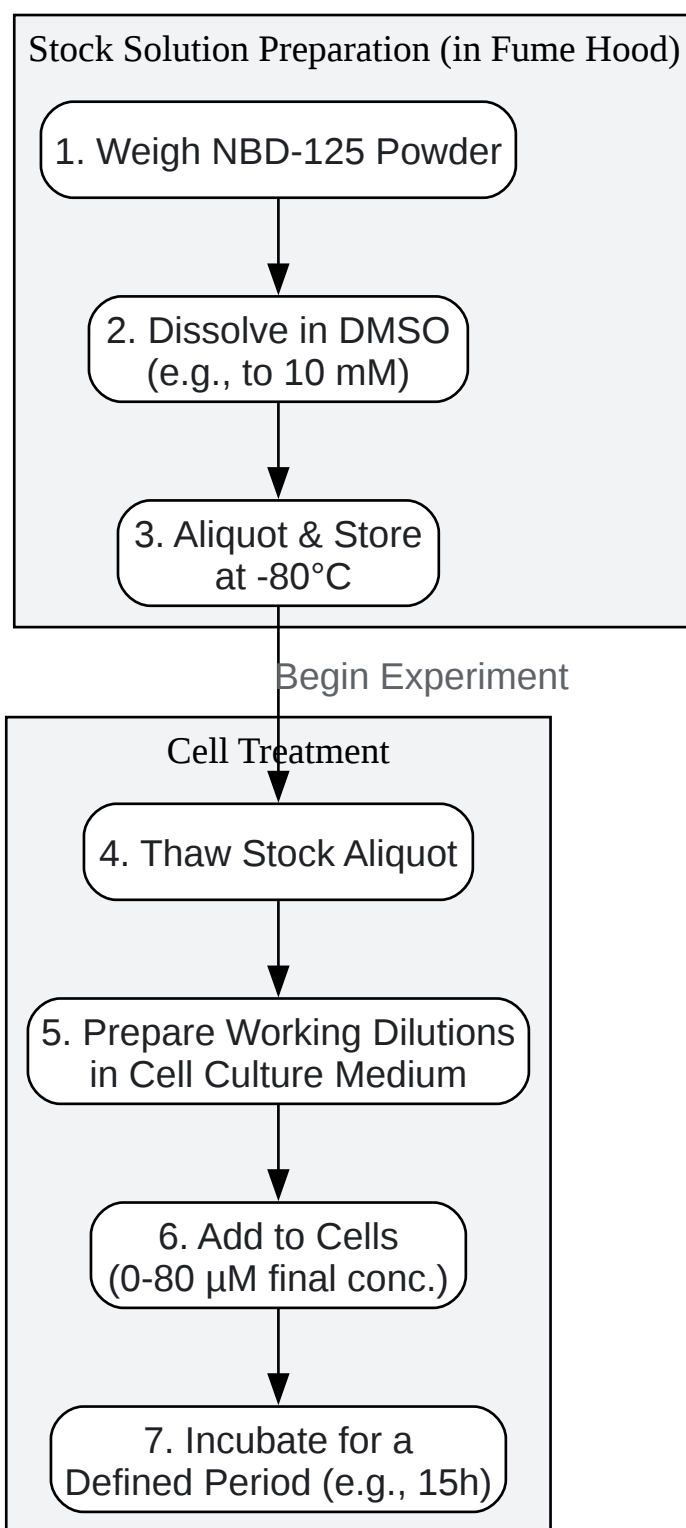 Stock Solution Preparation (in Fume Hood)
1. Weigh NBD-125 Powder
2. Dissolve in DMSO
(e.g., to 10 mM)
3. Aliquot & Store
at -80°C
Begin Experiment
Cell Treatment
4. Thaw Stock Aliquot
5. Prepare Working Dilutions
in Cell Culture Medium
6. Add to Cells
(0-80 µM final conc.)
7. Incubate for a
Defined Period (e.g., 15h)